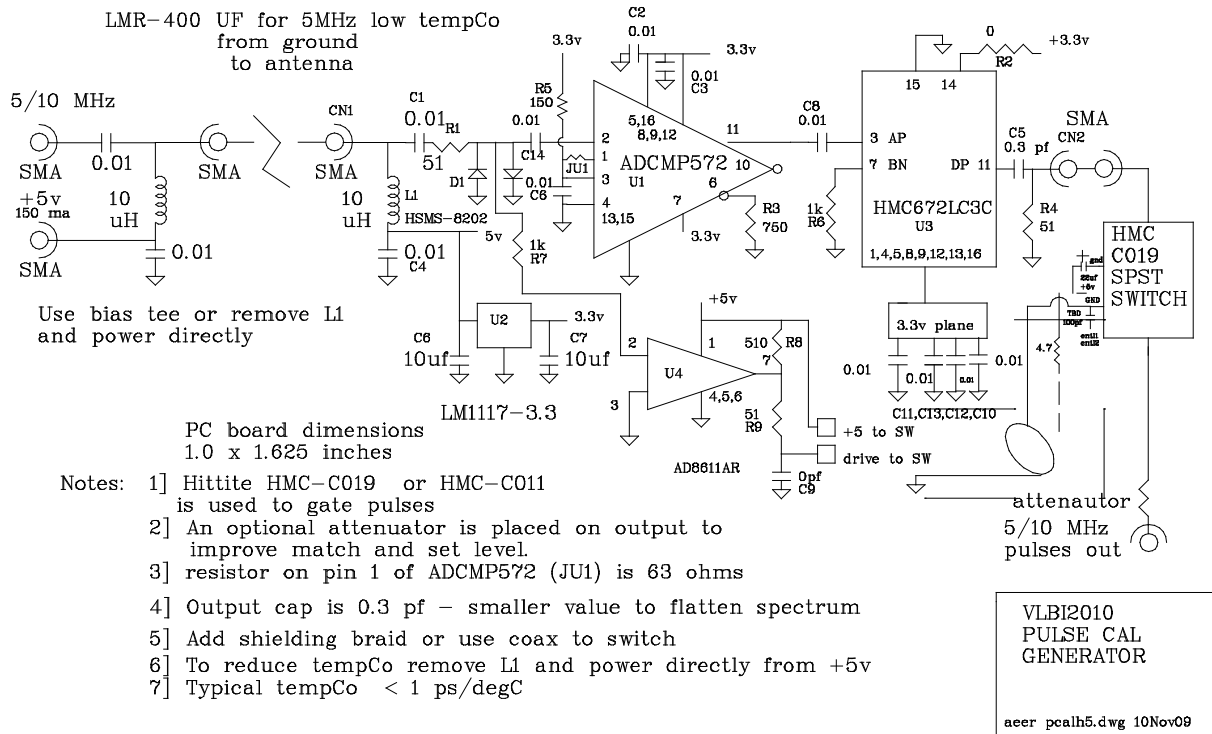 LMR-400 UF for 5MHz low tempCo
from ground
to antenna
5/10 MHz
SMA
0.01
+5v
150 ma
SMA
10
uH
0.01
SMA
CN1
SMA
C1
0.01
R1
51
10
uH
L1
HSMS-8202
D1
C14
0.01
C4
0.01
5v
1k
R7
3.3v
R5
150
JU1
0.01
C6
C2
0.01
3.3v
0.01
C3
2
1
3
4
13,15
5,16
8,9,12
ADCMP572
U1
11
10
6
7
3.3v
R3
750
C8
0.01
1k
R6
15
14
0
R2
+3.3v
3 AP
7 BN
DP 11
HMC672LC3C
U3
1,4,5,8,9,12,13,16
C5
0.3 pf
SMA
CN2
R4
51
HMC
C019
SPST
SWITCH
gnd
22uf
+5v
GND
TBD
100pf
4.7
3.3v plane
0.01
0.01
0.01
0.01
C11,C13,C12,C10
Use bias tee or remove L1
and power directly
C6
10uf
U2
3.3v
C7
10uf
LM1117-3.3
+5v
2
3
1
U4
4,5,6
7
510
R8
51
R9
+5 to SW
drive to SW
0pf
C9
AD8611AR
attenautor
5/10 MHz
pulses out
PC board dimensions
1.0 x 1.625 inches
Notes: 1] Hittite HMC-C019 or HMC-C011
is used to gate pulses
2] An optional attenuator is placed on output to
improve match and set level.
3] resistor on pin 1 of ADCMP572 (JU1) is 63 ohms
4] Output cap is 0.3 pf - smaller value to flatten spectrum
5] Add shielding braid or use coax to switch
6] To reduce tempCo remove L1 and power directly from +5v
7] Typical tempCo < 1 ps/degC
VLBI2010
PULSE CAL
GENERATOR
aeer pcalh5.dwg 10Nov09